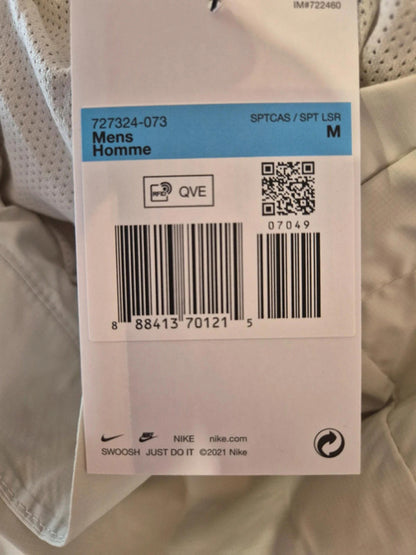 IM#722460
727324-073 SPTCAS / SPT LSR
Mens M
Homme
RFID QVE
07049
8 88413 70121 5
NIKE nike.com
SWOOSH JUST DO IT ©2021 Nike